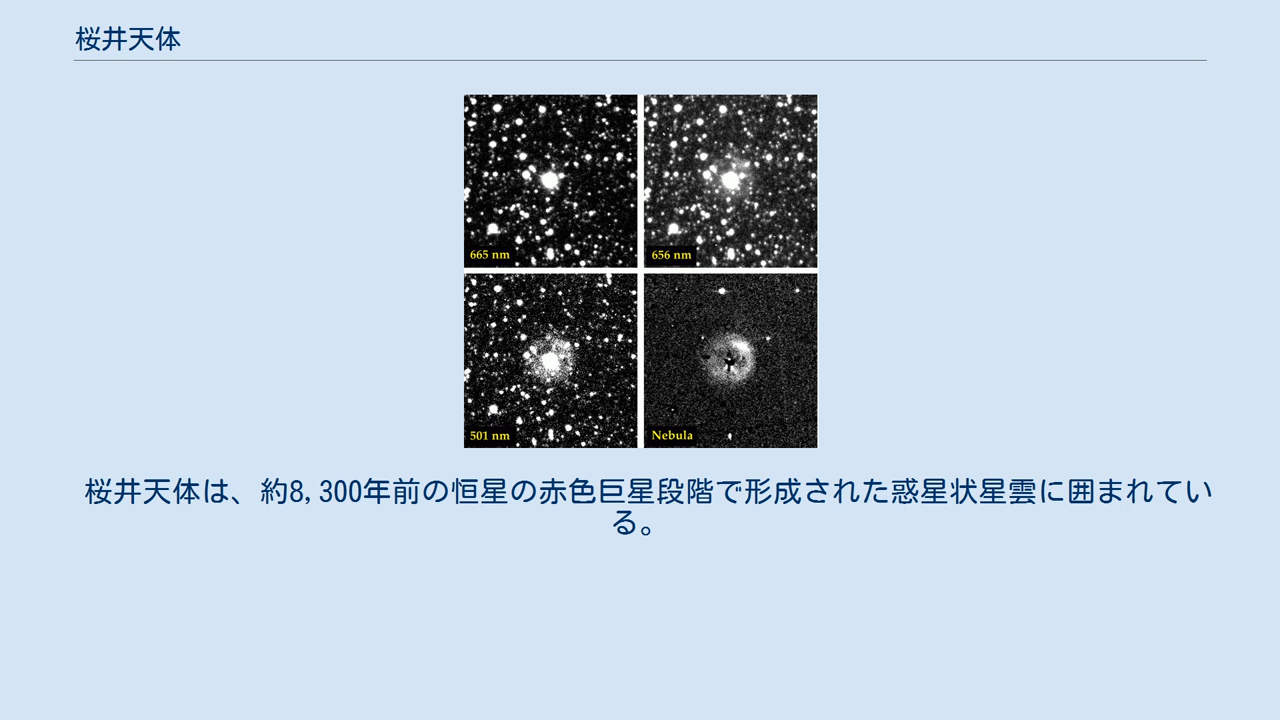 桜井天体
665 nm
656 nm
501 nm
Nebula
桜井天体は、約8,300年前の恒星の赤色巨星段階で形成された惑星状星雲に囲まれてい
る。